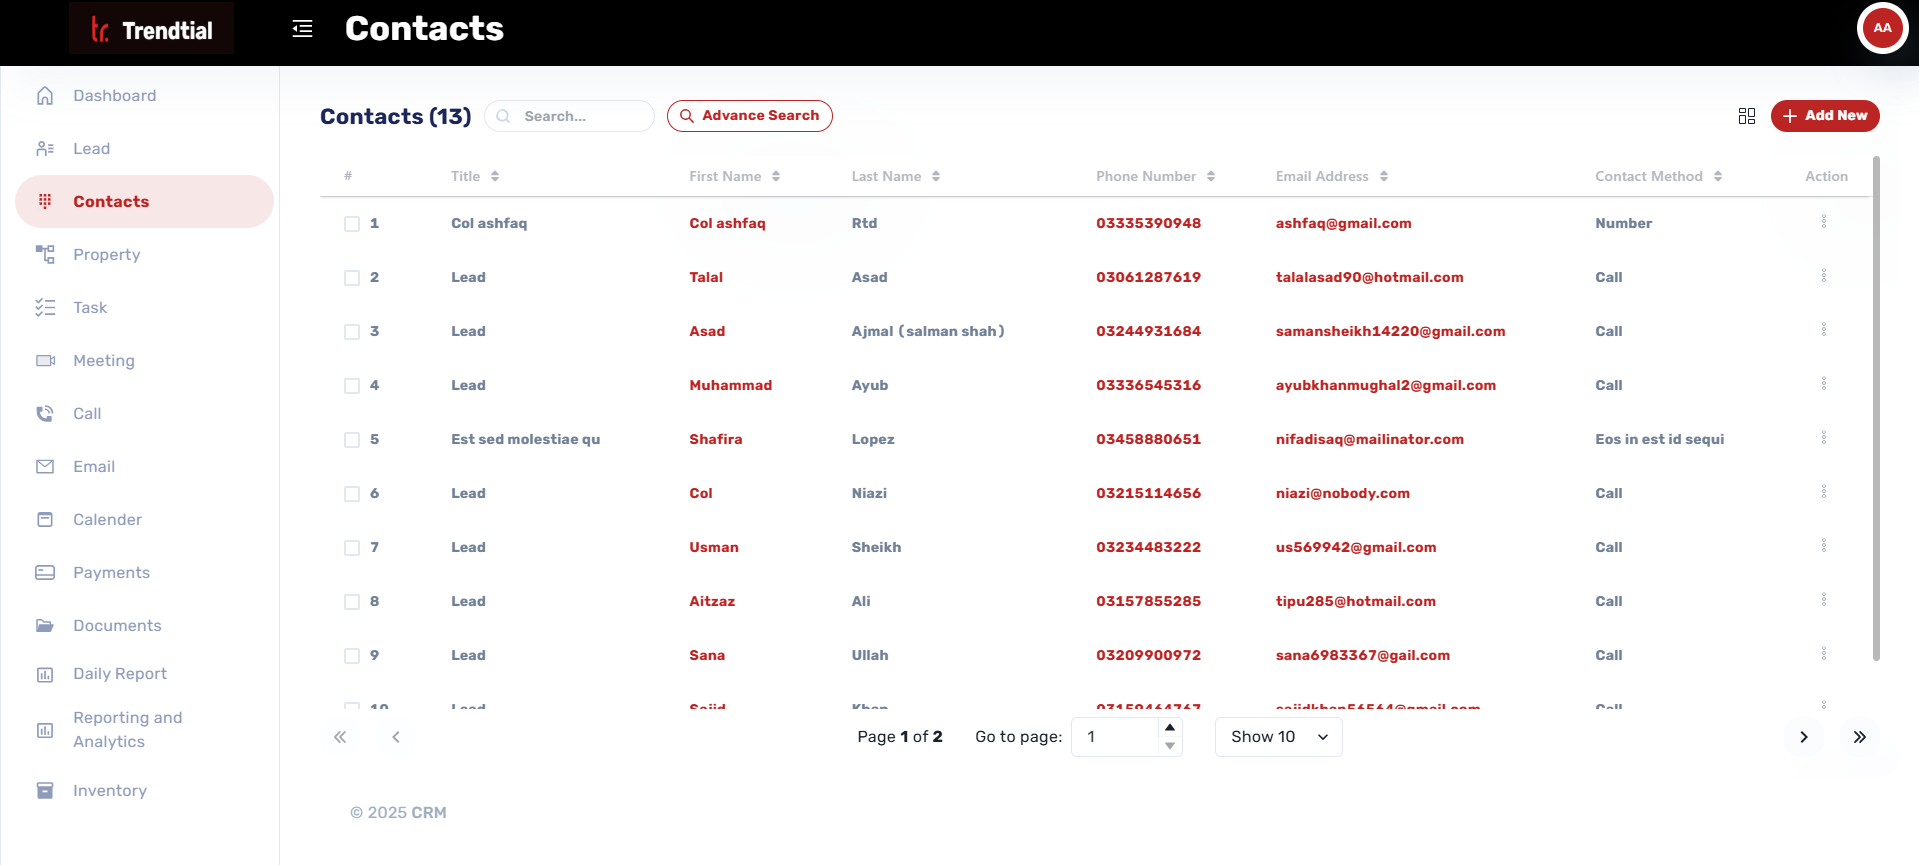 tr. Trendtial
Contacts
AA
Dashboard
Lead
Contacts
Property
Task
Meeting
Call
Email
Calender
Payments
Documents
Daily Report
Reporting and
Analytics
Inventory
Contacts (13) Search... Advance Search Add New
# Title First Name Last Name Phone Number Email Address Contact Method Action
1 Col ashfaq Col ashfaq Rtd 03335390948 ashfaq@gmail.com Number
2 Lead Talal Asad 03061287619 talalasad90@hotmail.com Call
3 Lead Asad Ajmal (salman shah) 03244931684 samansheikh14220@gmail.com Call
4 Lead Muhammad Ayub 03336545316 ayubkhanmughal2@gmail.com Call
5 Est sed molestiae qu Shafira Lopez 03458880651 nifadisaq@mailinator.com Eos in est id sequi
6 Lead Col Niazi 03215114656 niazi@nobody.com Call
7 Lead Usman Sheikh 03234483222 us569942@gmail.com Call
8 Lead Aitzaz Ali 03157855285 tipu285@hotmail.com Call
9 Lead Sana Ullah 03209900972 sana6983367@gail.com Call
10 Lead Sajid Khan Call
Page 1 of 2 Go to page: 1 Show 10
© 2025 CRM